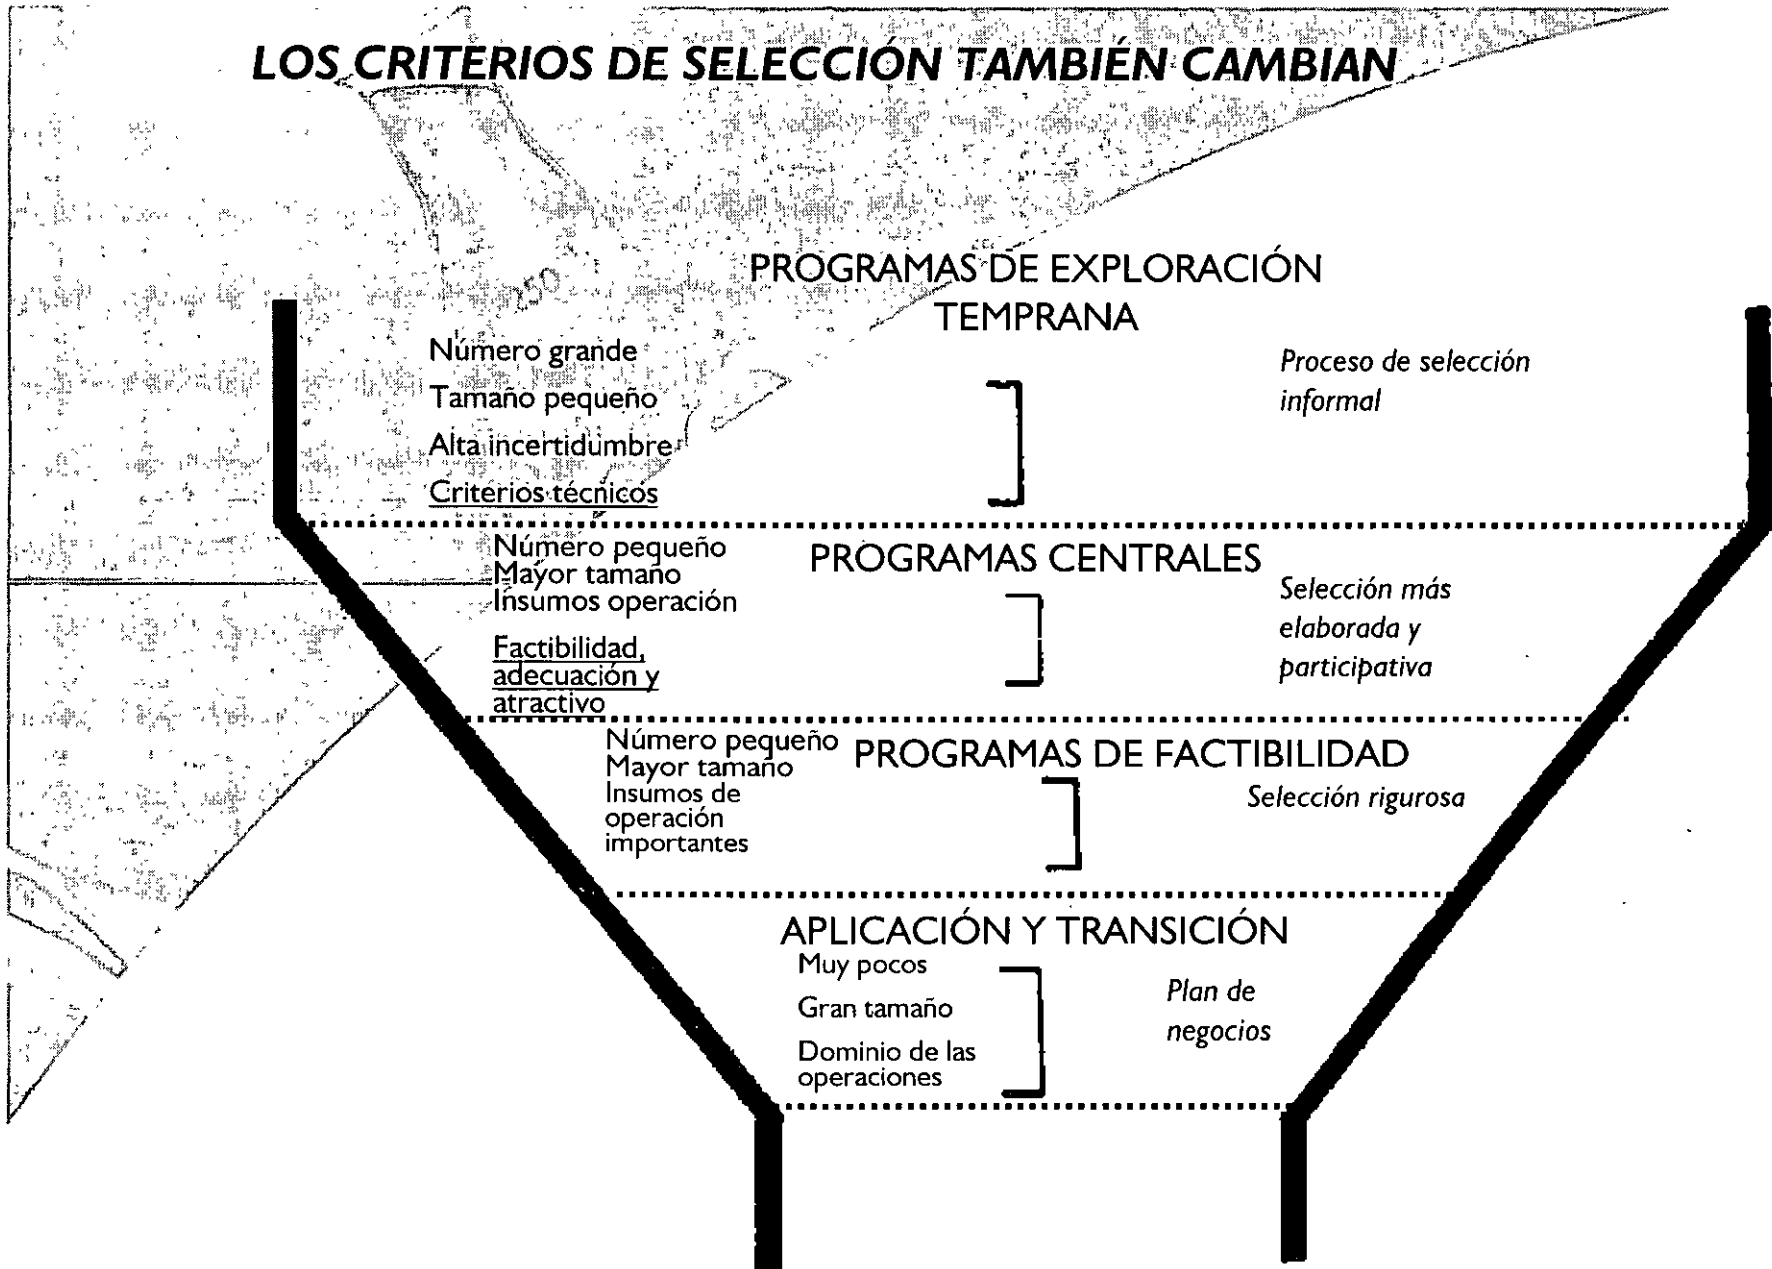 LOS CRITERIOS DE SELECCIÓN TAMBIÉN CAMBIAN
250
PROGRAMAS DE EXPLORACIÓN
TEMPRANA
Número grande
Tamaño pequeño
Alta incertidumbre
Criterios técnicos
Proceso de selección
informal
PROGRAMAS CENTRALES
Número pequeño
Mayor tamaño
Insumos operación
Factibilidad,
adecuación y
atractivo
Selección más
elaborada y
participativa
PROGRAMAS DE FACTIBILIDAD
Número pequeño
Mayor tamaño
Insumos de
operación
importantes
Selección rigurosa
APLICACIÓN Y TRANSICIÓN
Muy pocos
Gran tamaño
Dominio de las
operaciones
Plan de
negocios